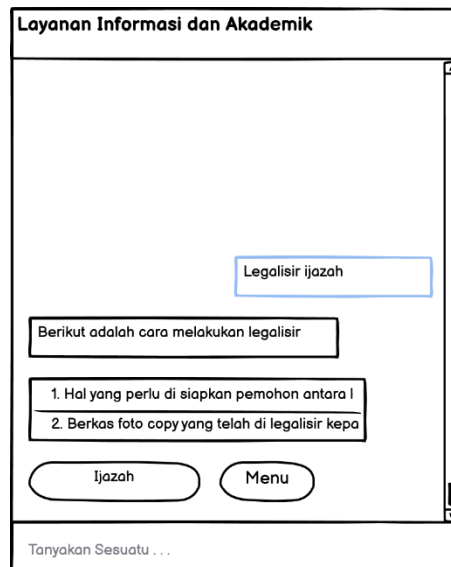 Layanan Informasi dan Akademik
Legalisir ijazah
Berikut adalah cara melakukan legalisir
1. Hal yang perlu di siapkan pemohon antara l
2. Berkas foto copy yang telah di legalisir kepa
Ijazah
Menu
Tanyakan Sesuatu . . .